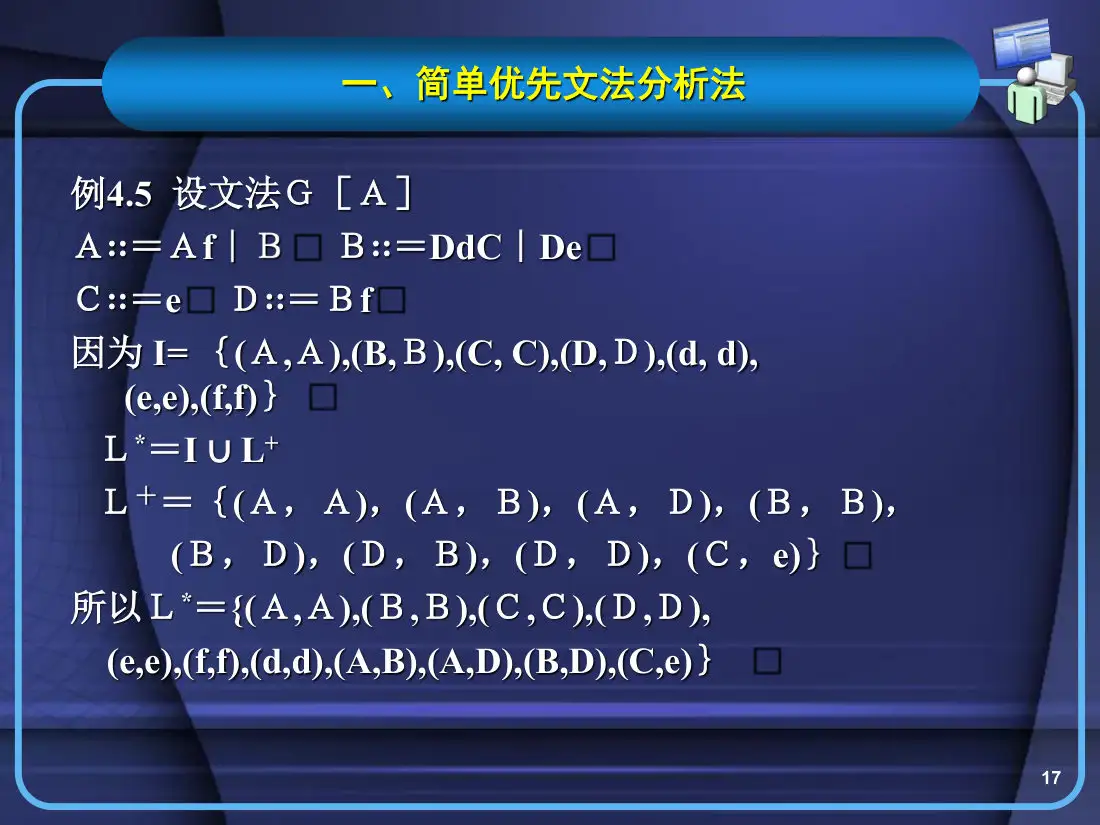 一、简单优先文法分析法
例4.5 设文法G［A］
A::=Af｜B□ B::=DdC｜De□
C::=e□ D::=Bf□
因为 I=｛(A,A),(B,B),(C, C),(D,D),(d, d),
(e,e),(f,f)｝ □
L*=I∪L+
L+=｛(A，A)，(A，B)，(A，D)，(B，B)，
(B，D)，(D，B)，(D，D)，(C，e)｝□
所以L*={(A,A),(B,B),(C,C),(D,D),
(e,e),(f,f),(d,d),(A,B),(A,D),(B,D),(C,e)｝ □
17